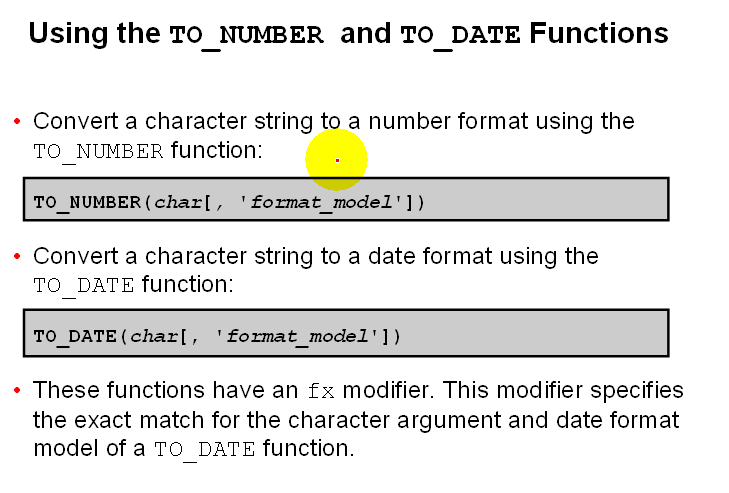 Using the TO_NUMBER and TO_DATE Functions
• Convert a character string to a number format using the
TO_NUMBER function:
TO_NUMBER(char[, 'format_model'])
• Convert a character string to a date format using the
TO_DATE function:
TO_DATE(char[, 'format_model'])
• These functions have an fx modifier. This modifier specifies
the exact match for the character argument and date format
model of a TO_DATE function.